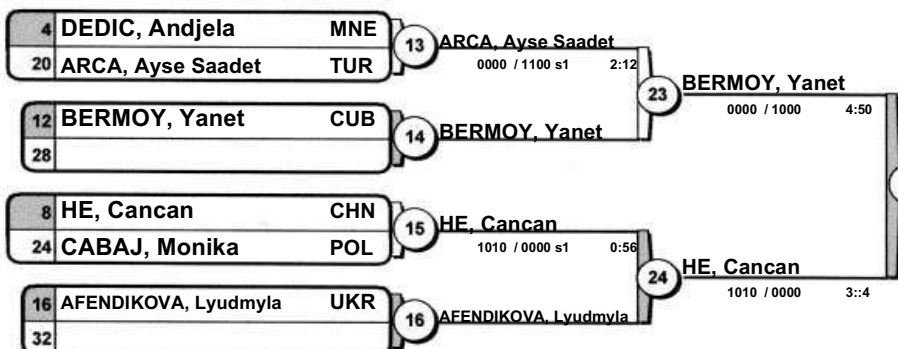 4 DEDIC, Andjela MNE
20 ARCA, Ayse Saadet TUR
13
ARCA, Ayse Saadet
0000 / 1100 s1 2:12
12 BERMOY, Yanet CUB
28
14
BERMOY, Yanet
23
BERMOY, Yanet
0000 / 1000 4:50
8 HE, Cancan CHN
24 CABAJ, Monika POL
15
HE, Cancan
1010 / 0000 s1 0:56
16 AFENDIKOVA, Lyudmyla UKR
32
16
AFENDIKOVA, Lyudmyla
24
HE, Cancan
1010 / 0000 3::4